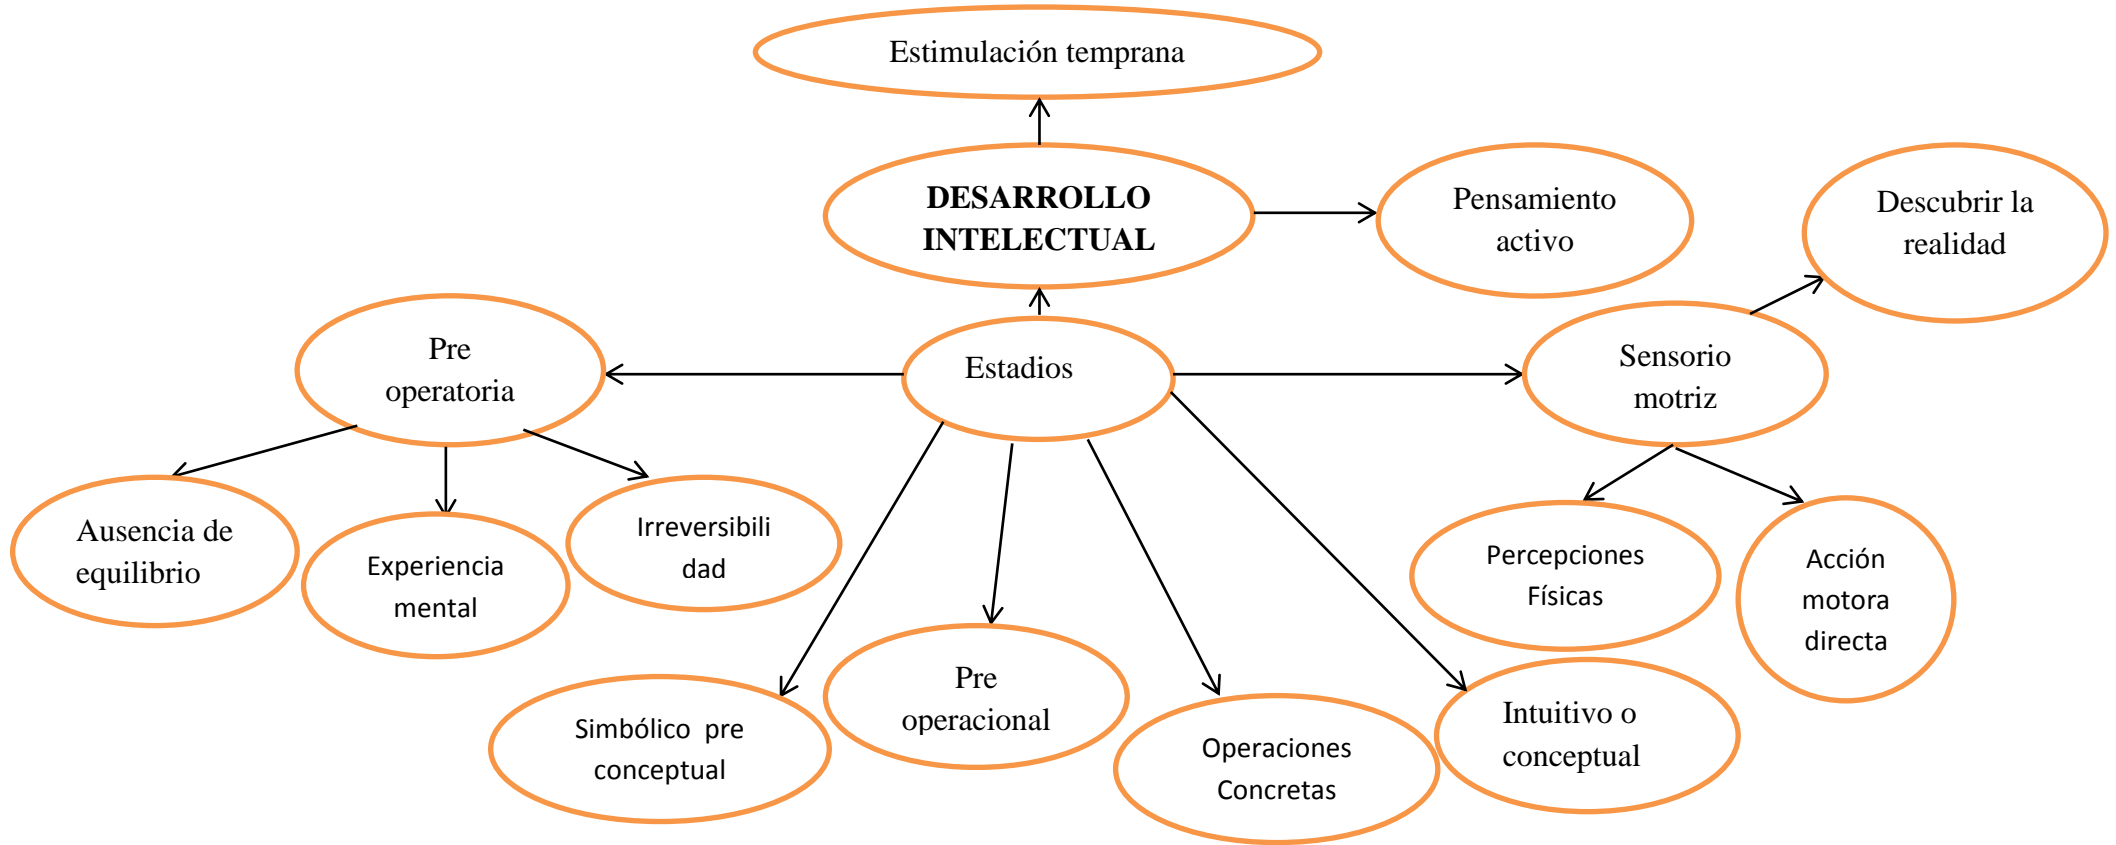 Estimulación temprana
DESARROLLO
INTELECTUAL
Pensamiento
activo
Descubrir la
realidad
Pre
operatoria
Estadios
Sensorio
motriz
Ausencia de
equilibrio
Experiencia
mental
Irreversibili
dad
Percepciones
Físicas
Acción
motora
directa
Simbólico  pre
conceptual
Pre
operacional
Operaciones
Concretas
Intuitivo o
conceptual